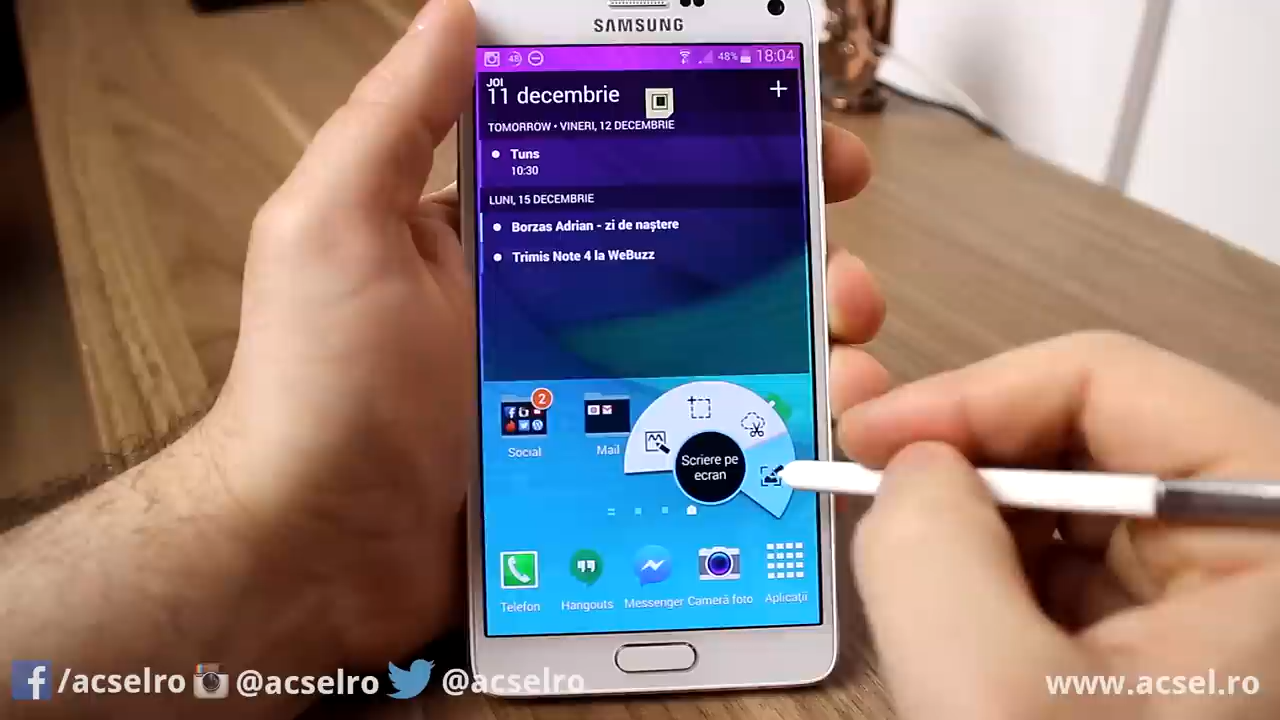 SAMSUNG
48%
18:04
JOI
11 decembrie
+
TOMORROW • VINERI, 12 DECEMBRIE
Tuns
10:30
LUNI, 15 DECEMBRIE
Borzas Adrian - zi de naștere
Trimis Note 4 la WeBuzz
2
Social
Mail
Scriere pe
ecran
Telefon
Hangouts
Messenger
Cameră foto
Aplicaţii
/acselro
@acselro
@acselro
www.acsel.ro